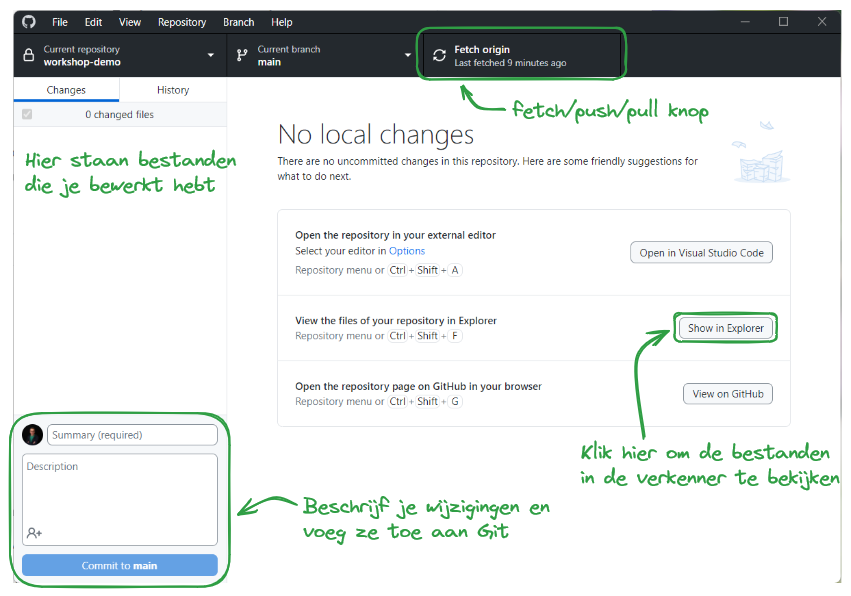 File Edit View Repository Branch Help
Current repository
workshop-demo
Current branch
main
Fetch origin
Last fetched 9 minutes ago
fetch/push/pull knop
Changes History
0 changed files
Hier staan bestanden
die je bewerkt hebt
No local changes
There are no uncommitted changes in this repository. Here are some friendly suggestions for
what to do next.
Open the repository in your external editor
Select your editor in Options
Repository menu or Ctrl + Shift + A
Open in Visual Studio Code
View the files of your repository in Explorer
Repository menu or Ctrl + Shift + F
Show in Explorer
Open the repository page on GitHub in your browser
Repository menu or Ctrl + Shift + G
View on GitHub
Klik hier om de bestanden
in de verkenner te bekijken
Summary (required)
Description
Commit to main
Beschrijf je wijzigingen en
voeg ze toe aan Git